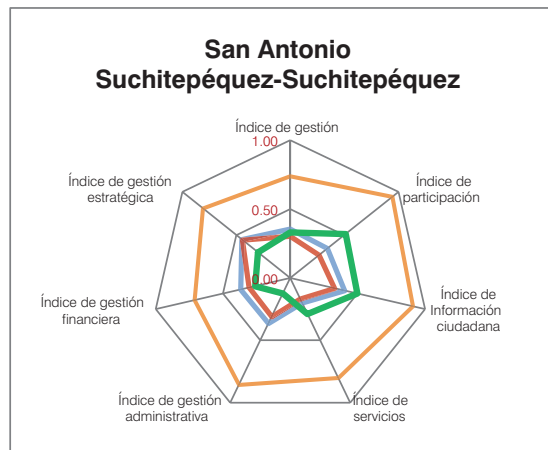 San Antonio
Suchitepéquez-Suchitepéquez
Índice de gestión
1.00
Índice de gestión
estratégica
Índice de
participación
0.50
0.00
Índice de gestión
financiera
Índice de
Información
ciudadana
Índice de gestión
administrativa
Índice de
servicios